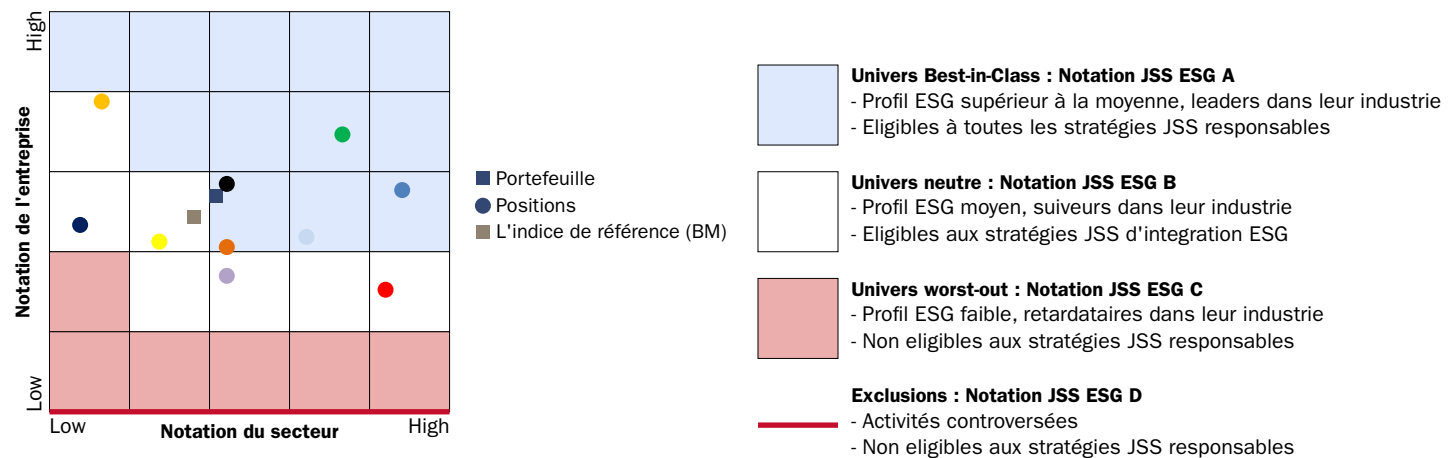 High
Notation de l'entreprise
Low
Low
Notation du secteur
High
Portefeuille
Positions
L'indice de référence (BM)
Univers Best-in-Class : Notation JSS ESG A
- Profil ESG supérieur à la moyenne, leaders dans leur industrie
- Eligibles à toutes les stratégies JSS responsables
Univers neutre : Notation JSS ESG B
- Profil ESG moyen, suiveurs dans leur industrie
- Eligibles aux stratégies JSS d'integration ESG
Univers worst-out : Notation JSS ESG C
- Profil ESG faible, retardataires dans leur industrie
- Non eligibles aux stratégies JSS responsables
Exclusions : Notation JSS ESG D
- Activités controversées
- Non eligibles aux stratégies JSS responsables